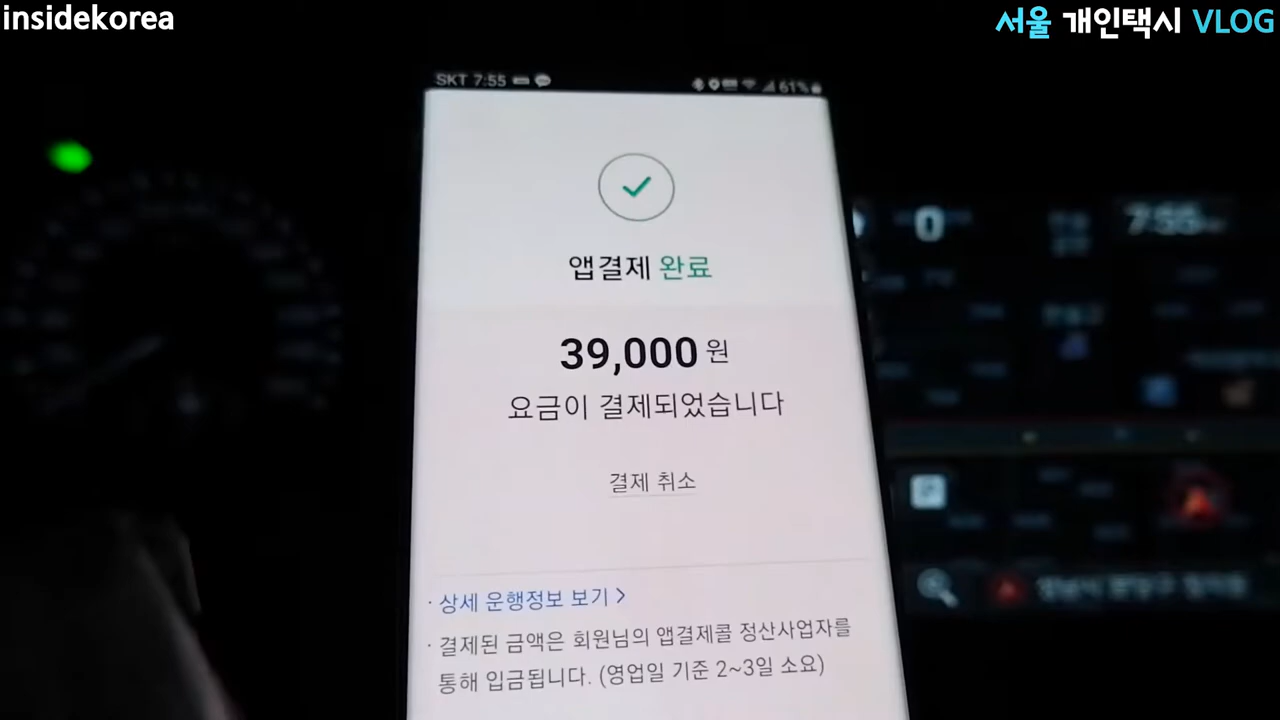 insidekorea
서울 개인택시 VLOG
SKT 7:55
61%
앱결제 완료
39,000 원
요금이 결제되었습니다
결제 취소
· 상세 운행정보 보기 >
· 결제된 금액은 회원님의 앱결제콜 정산사업자를
통해 입금됩니다. (영업일 기준 2~3일 소요)
0
7:55